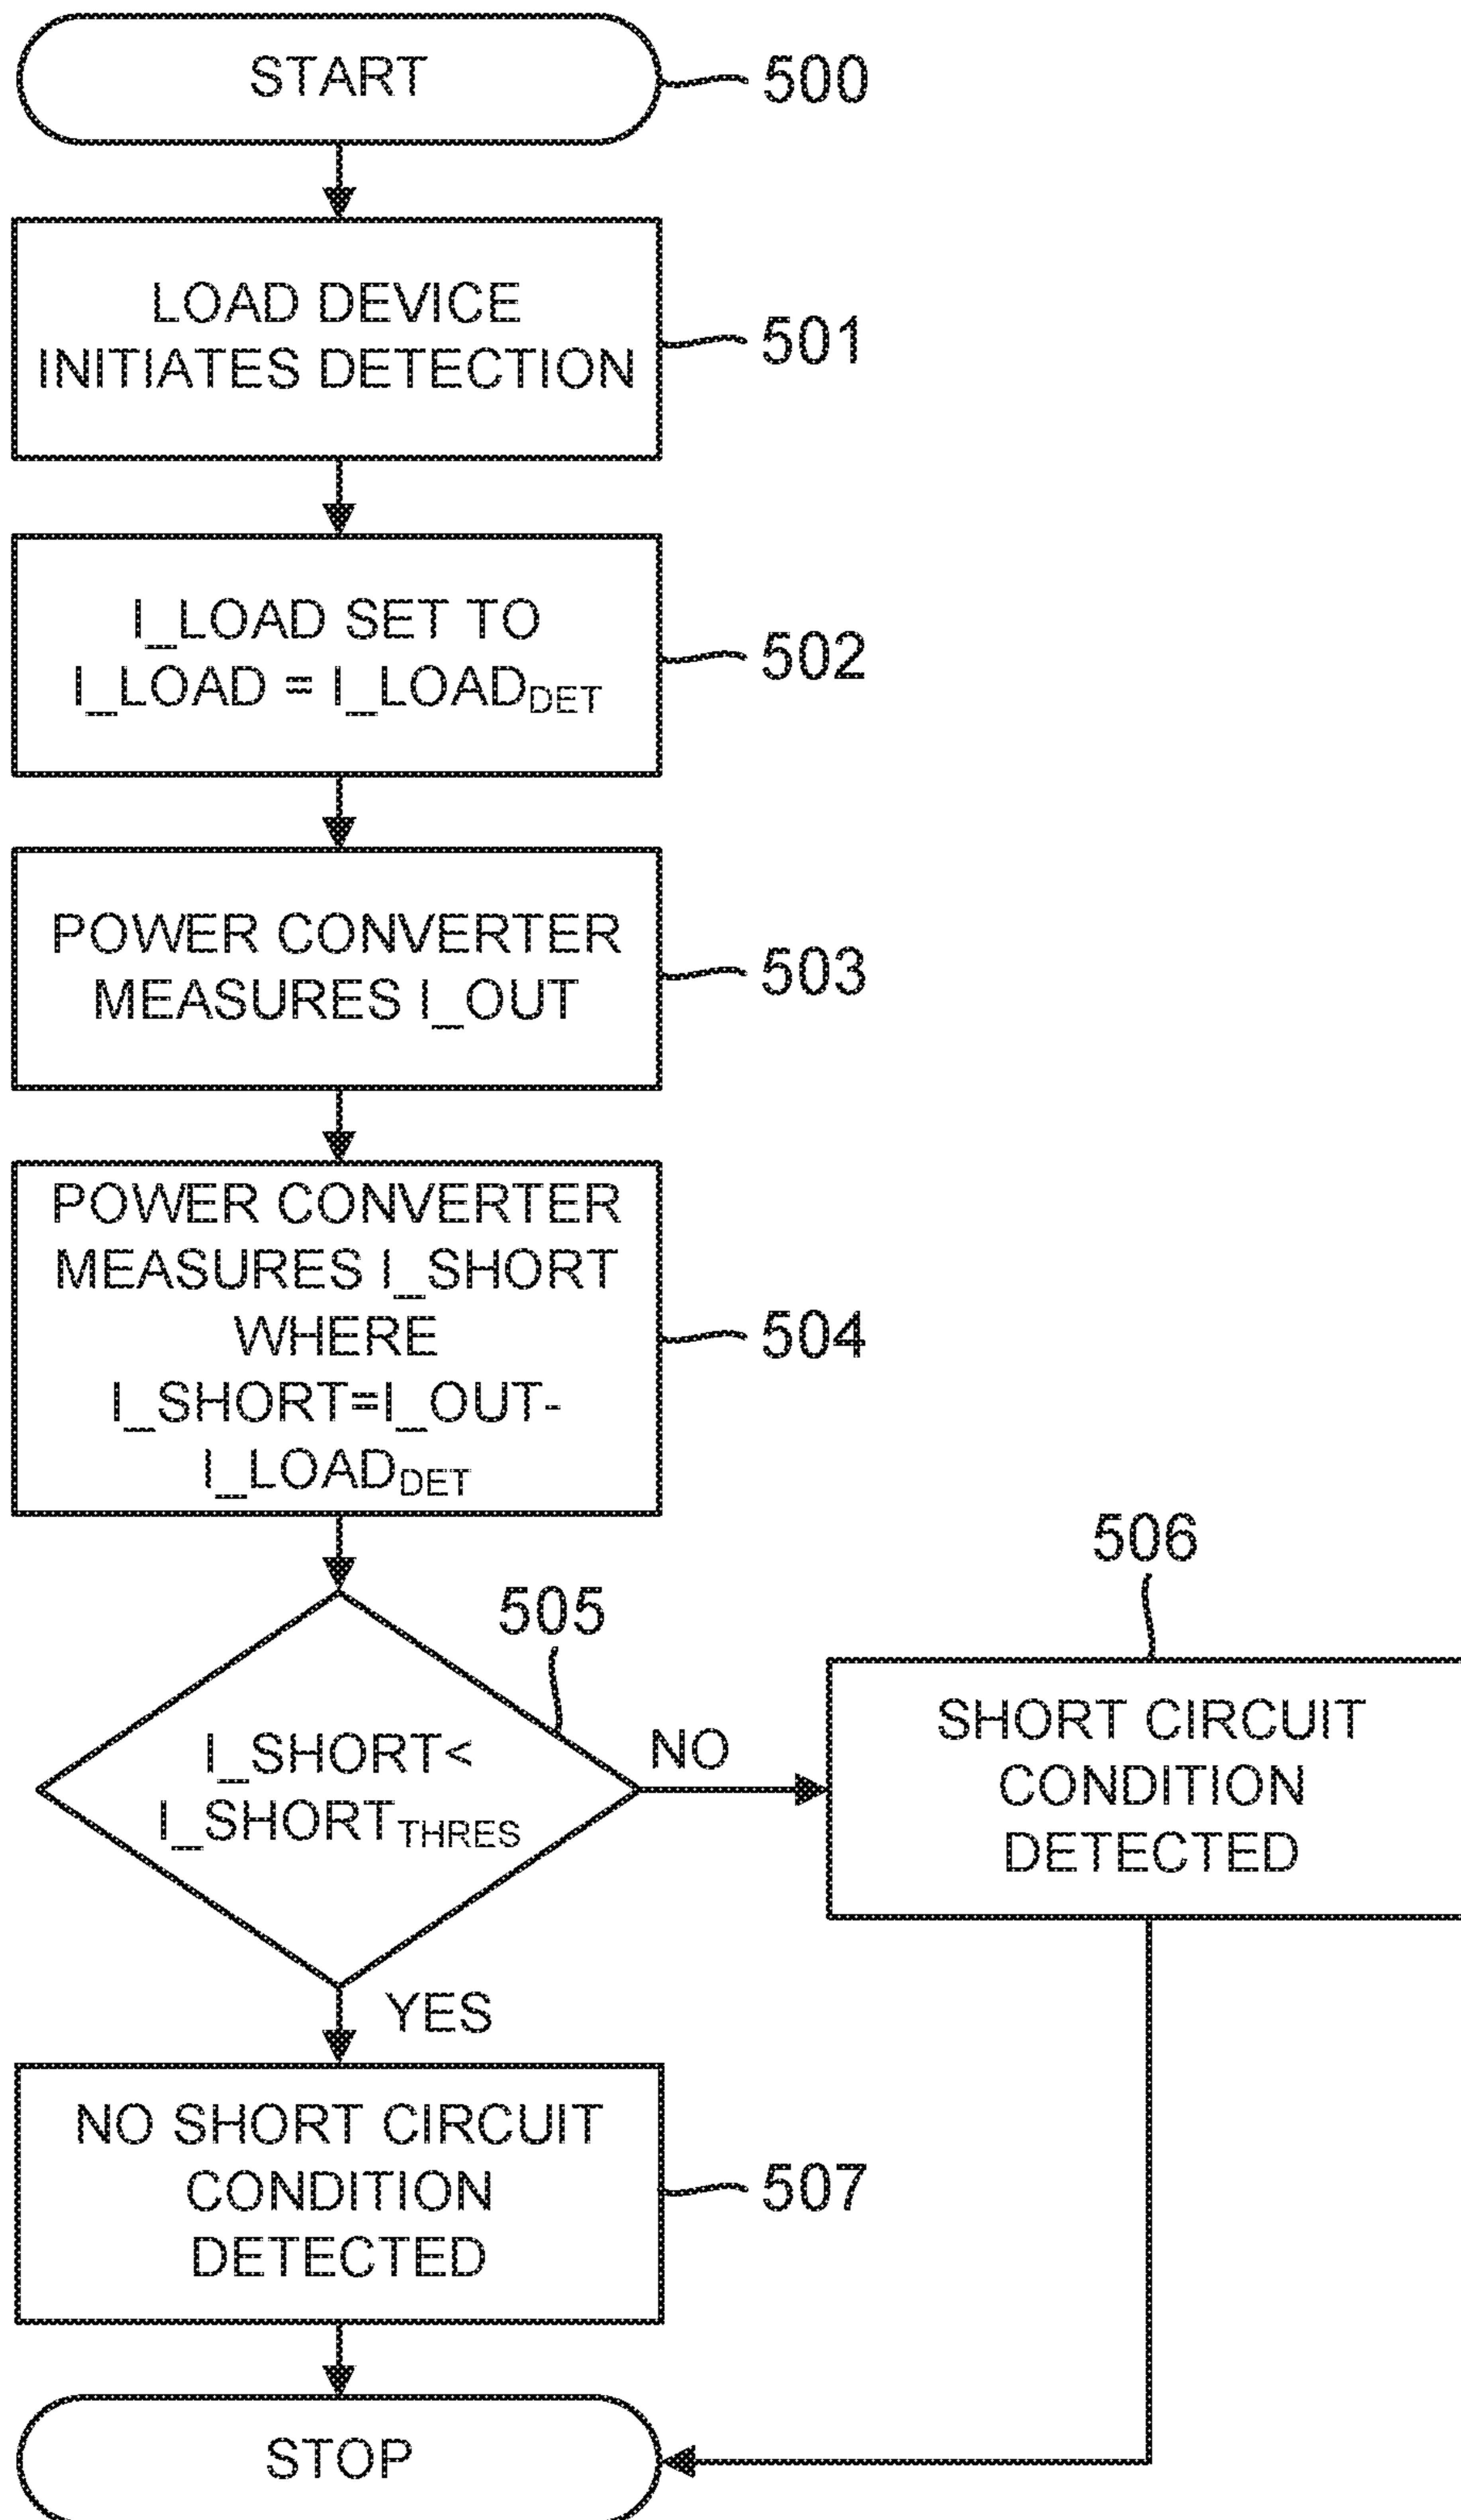 START
500
LOAD DEVICE
INITIATES DETECTION
501
I_LOAD SET TO
I_LOAD = I_LOADDET
502
POWER CONVERTER
MEASURES I_OUT
503
POWER CONVERTER
MEASURES I_SHORT
WHERE
I_SHORT=I_OUT-
I_LOADDET
504
505
I_SHORT<
I_SHORTTHRES
NO
506
SHORT CIRCUIT
CONDITION
DETECTED
YES
NO SHORT CIRCUIT
CONDITION
DETECTED
507
STOP